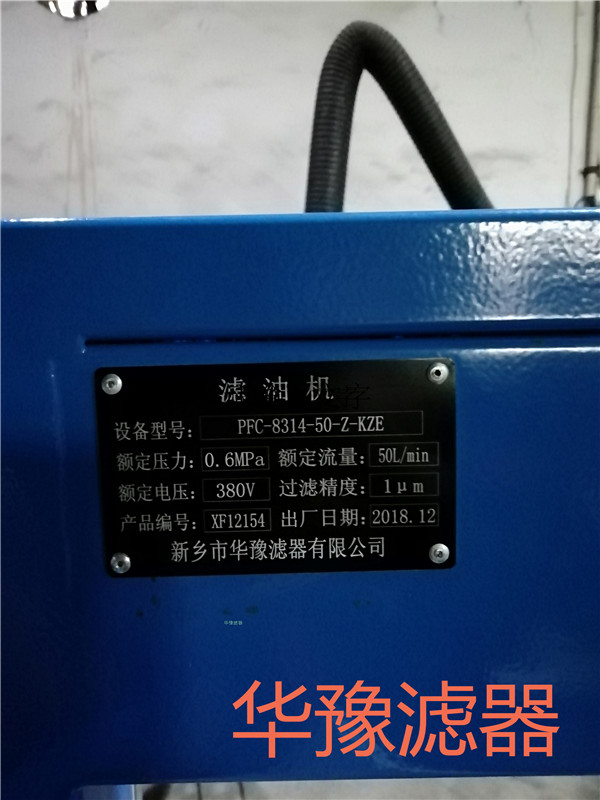 滤油机
设备型号: PFC-8314-50-Z-KZE
额定压力: 0.6MPa 额定流量: 50L/min
额定电压: 380V 过滤精度: 1μm
产品编号: XF12154 出厂日期: 2018.12
新乡市华豫滤器有限公司
华豫滤器